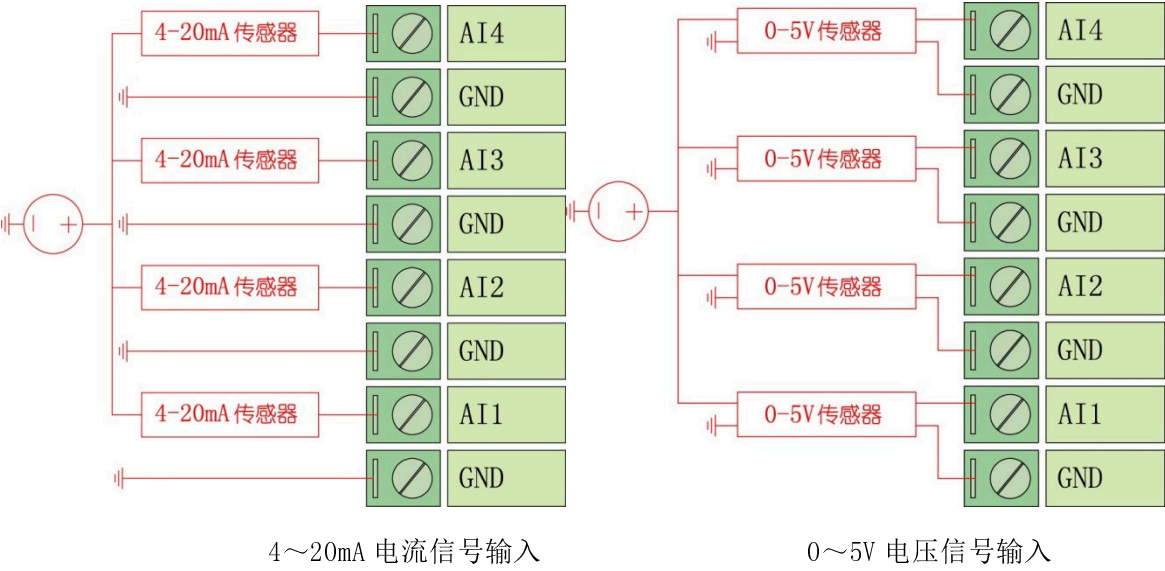 4-20mA传感器 AI4
GND
4-20mA传感器 AI3
- + GND
4-20mA传感器 AI2
GND
4-20mA传感器 AI1
GND
4～20mA 电流信号输入
0-5V传感器 AI4
GND
0-5V传感器 AI3
- + GND
0-5V传感器 AI2
GND
0-5V传感器 AI1
GND
0～5V 电压信号输入